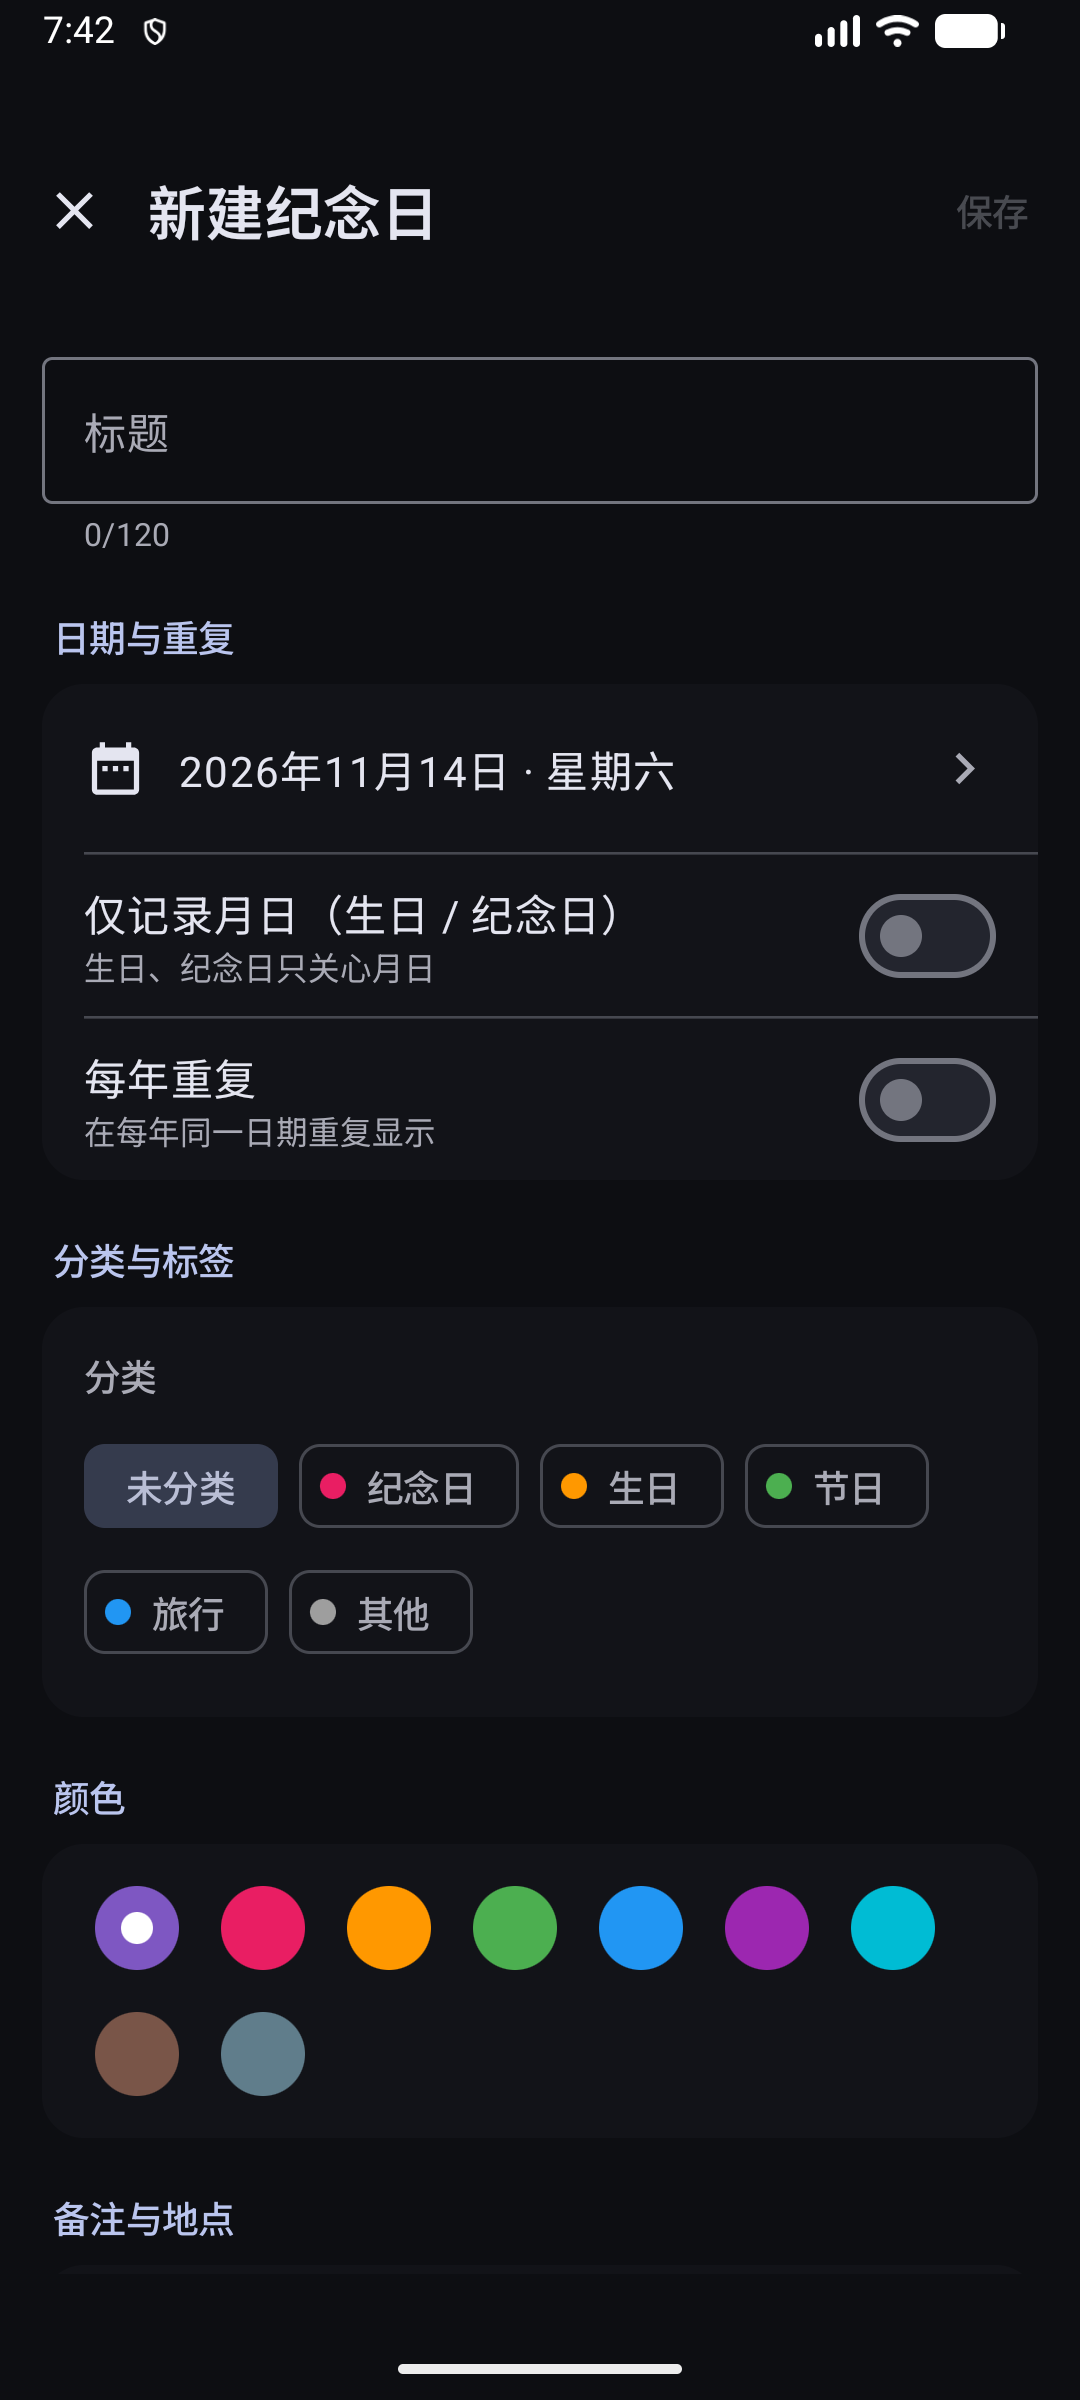 7:42
新建纪念日
保存
标题
0/120
日期与重复
2026年11月14日 · 星期六
仅记录月日（生日 / 纪念日）
生日、纪念日只关心月日
每年重复
在每年同一日期重复显示
分类与标签
分类
未分类
纪念日
生日
节日
旅行
其他
颜色
备注与地点